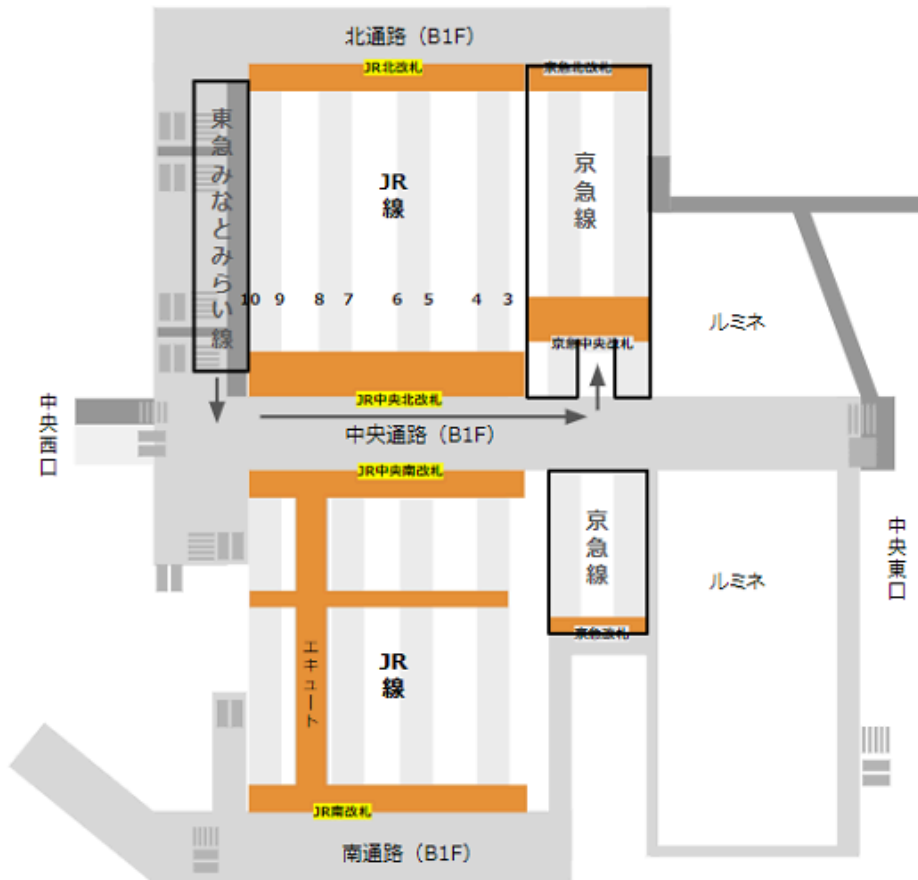 北通路（B1F）
JR北改札
京急北改札
東急みなとみらい線
JR
線
京急線
10 9 8 7 6 5 4 3
ルミネ
京急中央改札
JR中央北改札
中央西口
中央通路（B1F）
JR中央南改札
京急線
中央東口
ルミネ
京急改札
エキュート
JR
線
JR南改札
南通路（B1F）